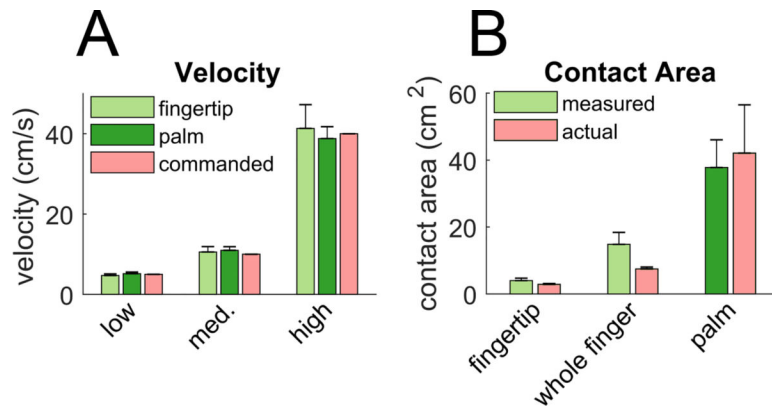 A
Velocity
fingertip
palm
commanded
velocity (cm/s)
40
20
0
low
med.
high
B
Contact Area
measured
actual
contact area (cm 2)
60
40
20
0
fingertip
whole finger
palm